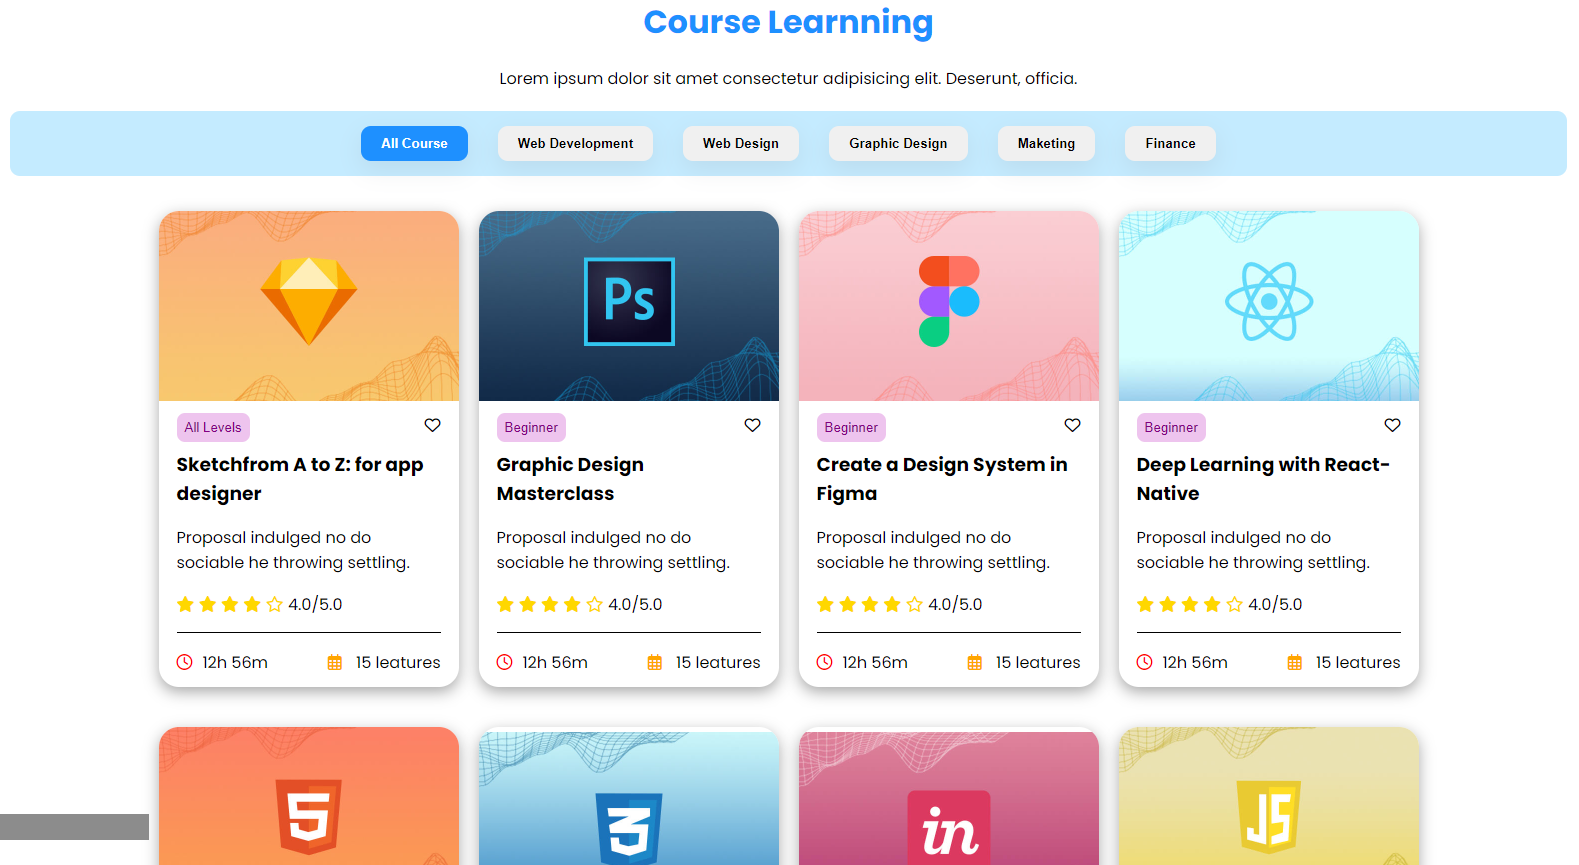 Course Learnning
Lorem ipsum dolor sit amet consectetur adipisicing elit. Deserunt, officia.
All Course Web Development Web Design Graphic Design Maketing Finance
Ps
All Levels
Sketchfrom A to Z: for app
designer
Proposal indulged no do
sociable he throwing settling.
4.0/5.0
12h 56m 15 leatures
Beginner
Graphic Design
Masterclass
Proposal indulged no do
sociable he throwing settling.
4.0/5.0
12h 56m 15 leatures
Beginner
Create a Design System in
Figma
Proposal indulged no do
sociable he throwing settling.
4.0/5.0
12h 56m 15 leatures
Beginner
Deep Learning with React-
Native
Proposal indulged no do
sociable he throwing settling.
4.0/5.0
12h 56m 15 leatures
5
3
in
JS